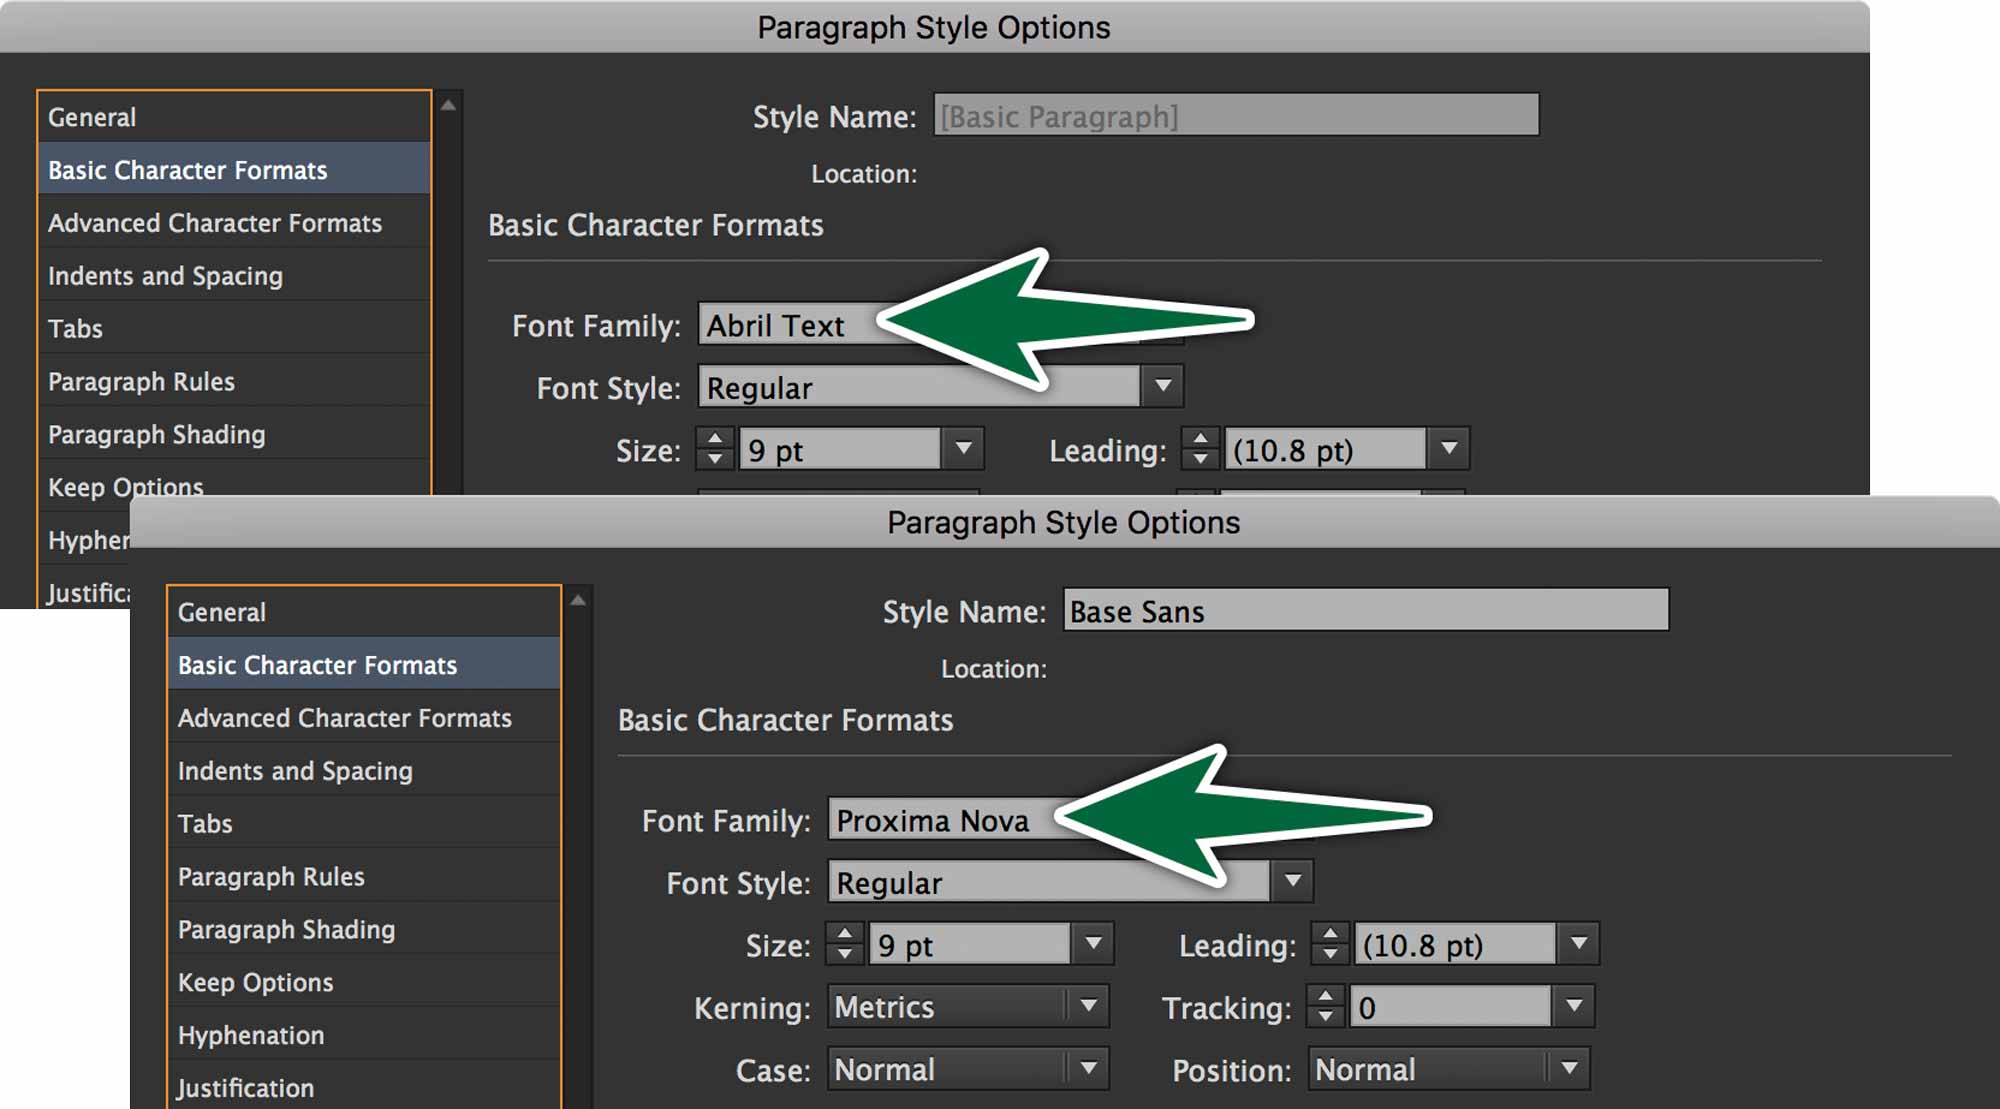 Paragraph Style Options
General
Basic Character Formats
Advanced Character Formats
Indents and Spacing
Tabs
Paragraph Rules
Paragraph Shading
Keep Options
Style Name: [Basic Paragraph]
Location:
Basic Character Formats
Font Family: Abril Text
Font Style: Regular
Size: 9 pt Leading: (10.8 pt)
Paragraph Style Options
General
Basic Character Formats
Advanced Character Formats
Indents and Spacing
Tabs
Paragraph Rules
Paragraph Shading
Keep Options
Hyphenation
Justification
Style Name: Base Sans
Location:
Basic Character Formats
Font Family: Proxima Nova
Font Style: Regular
Size: 9 pt Leading: (10.8 pt)
Kerning: Metrics Tracking: 0
Case: Normal Position: Normal